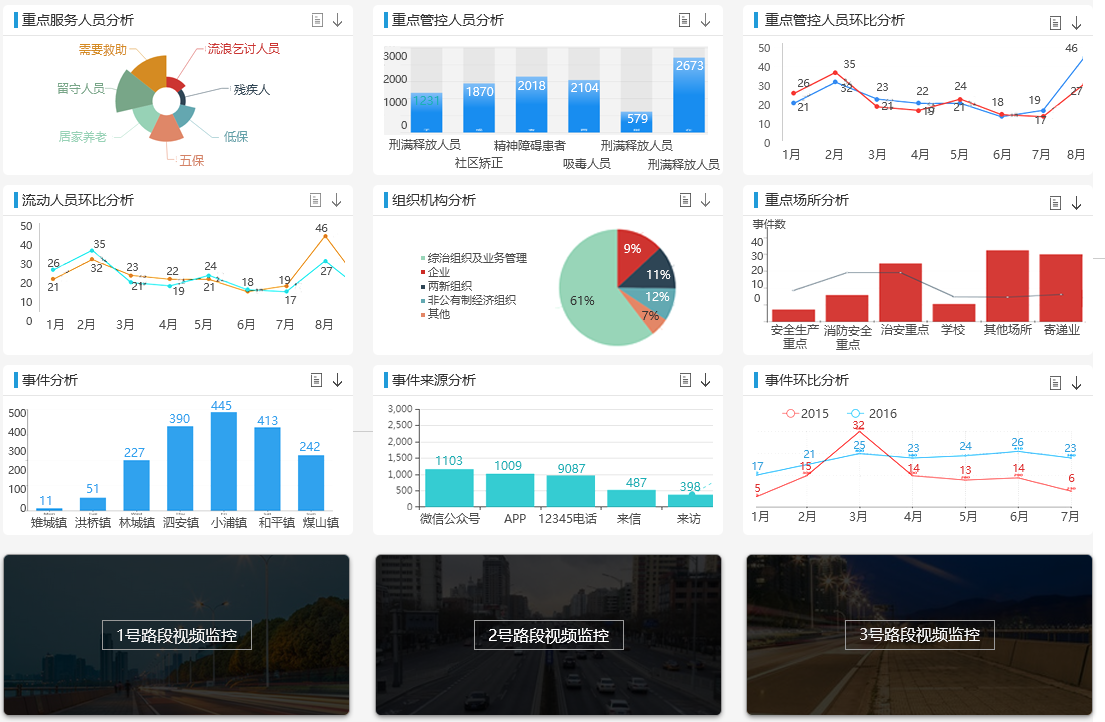 重点服务人员分析
需要救助
流浪乞讨人员
留守人员
残疾人
居家养老
低保
五保
重点管控人员分析
3000
2000
1000
0
1231
1870
2018
2104
579
2673
刑满释放人员
精神障碍患者
刑满释放人员
社区矫正
吸毒人员
刑满释放人员
重点管控人员环比分析
50
40
30
20
10
0
26 35 23 22 24 18 19 46
21 32 21 19 21 17 27
1月 2月 3月 4月 5月 6月 7月 8月
流动人员环比分析
50
40
30
20
10
0
26 35 23 22 24 18 19 46
21 32 21 19 21 17 27
1月 2月 3月 4月 5月 6月 7月 8月
组织机构分析
综治组织及业务管理
企业
两新组织
非公有制经济组织
其他
9%
11%
12%
7%
61%
重点场所分析
事件数
40
30
20
10
0
安全生产重点
消防安全重点
治安重点
学校
其他场所
寄递业
事件分析
500
400
300
200
100
0
11 51 227 390 445 413 242
雉城镇 洪桥镇 林城镇 泗安镇 小浦镇 和平镇 煤山镇
事件来源分析
3,000
2,500
2,000
1,500
1,000
500
0
1103 1009 9087 487 398
微信公众号 APP 12345电话 来信 来访
事件环比分析
2015 2016
17 21 25 23 24 26 23
5 15 32 14 13 14 6
1月 2月 3月 4月 5月 6月 7月
1号路段视频监控
2号路段视频监控
3号路段视频监控